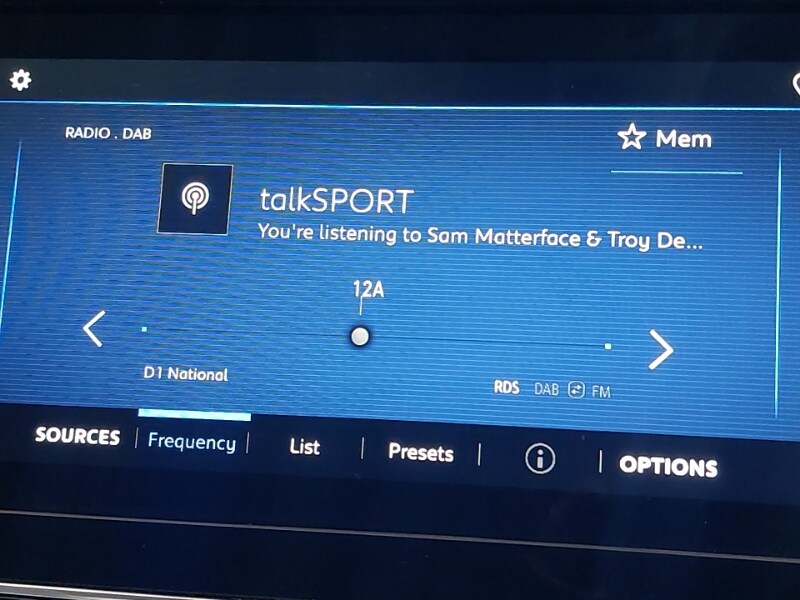 RADIO . DAB
Mem
talkSPORT
You're listening to Sam Matterface & Troy De...
12A
D1 National
RDS DAB FM
SOURCES Frequency List Presets OPTIONS